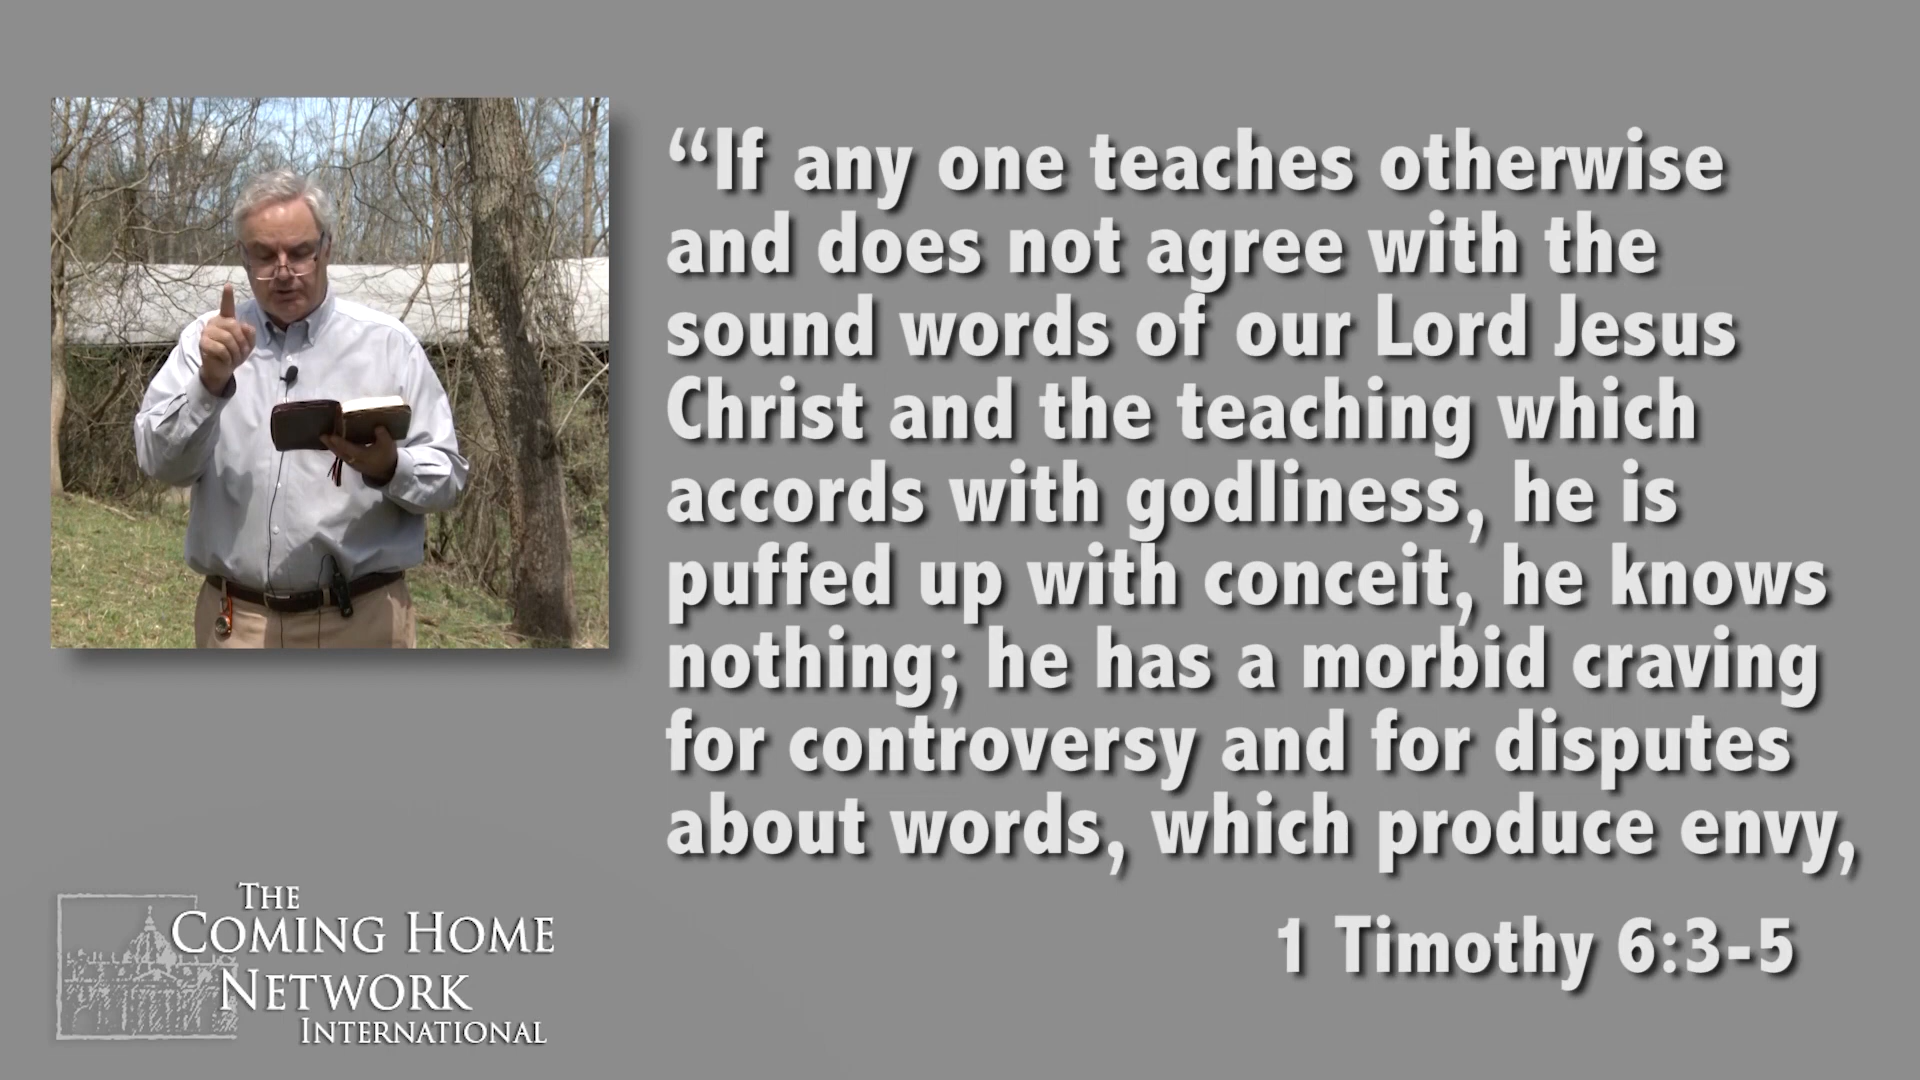 “If any one teaches otherwise
and does not agree with the
sound words of our Lord Jesus
Christ and the teaching which
accords with godliness, he is
puffed up with conceit, he knows
nothing; he has a morbid craving
for controversy and for disputes
about words, which produce envy,
1 Timothy 6:3-5
THE
COMING HOME
NETWORK
INTERNATIONAL